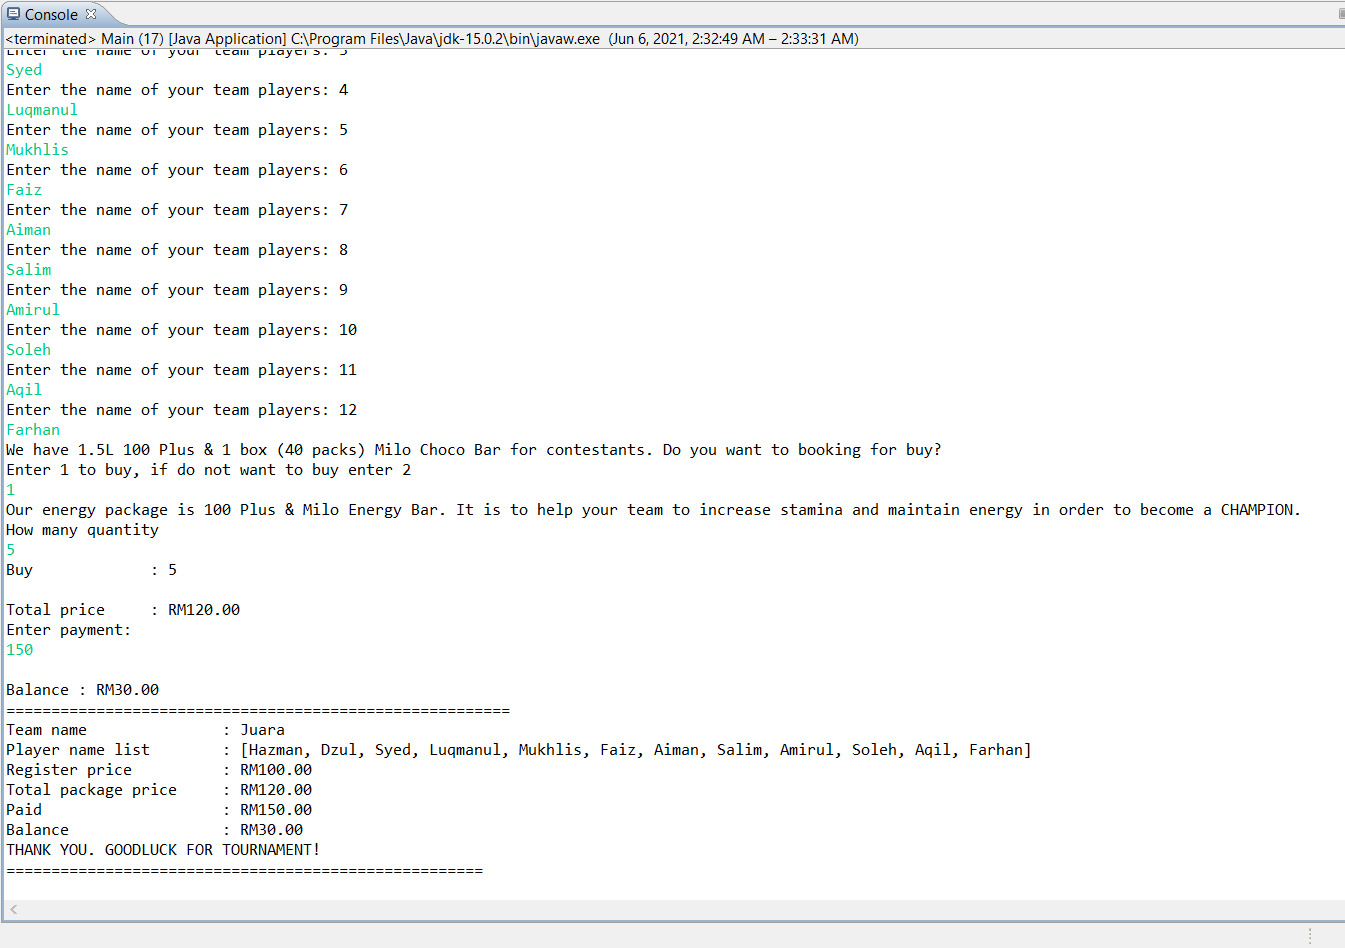 Console
<terminated> Main (17) [Java Application] C:\Program Files\Java\jdk-15.0.2\bin\javaw.exe (Jun 6, 2021, 2:32:49 AM – 2:33:31 AM)
Enter the name of your team players: 3
Syed
Enter the name of your team players: 4
Luqmanul
Enter the name of your team players: 5
Mukhlis
Enter the name of your team players: 6
Faiz
Enter the name of your team players: 7
Aiman
Enter the name of your team players: 8
Salim
Enter the name of your team players: 9
Amirul
Enter the name of your team players: 10
Soleh
Enter the name of your team players: 11
Aqil
Enter the name of your team players: 12
Farhan
We have 1.5L 100 Plus & 1 box (40 packs) Milo Choco Bar for contestants. Do you want to booking for buy?
Enter 1 to buy, if do not want to buy enter 2
1
Our energy package is 100 Plus & Milo Energy Bar. It is to help your team to increase stamina and maintain energy in order to become a CHAMPION.
How many quantity
5
Buy             : 5
Total price     : RM120.00
Enter payment:
150
Balance : RM30.00
========================================================
Team name               : Juara
Player name list        : [Hazman, Dzul, Syed, Luqmanul, Mukhlis, Faiz, Aiman, Salim, Amirul, Soleh, Aqil, Farhan]
Register price          : RM100.00
Total package price     : RM120.00
Paid                    : RM150.00
Balance                 : RM30.00
THANK YOU. GOODLUCK FOR TOURNAMENT!
=====================================================